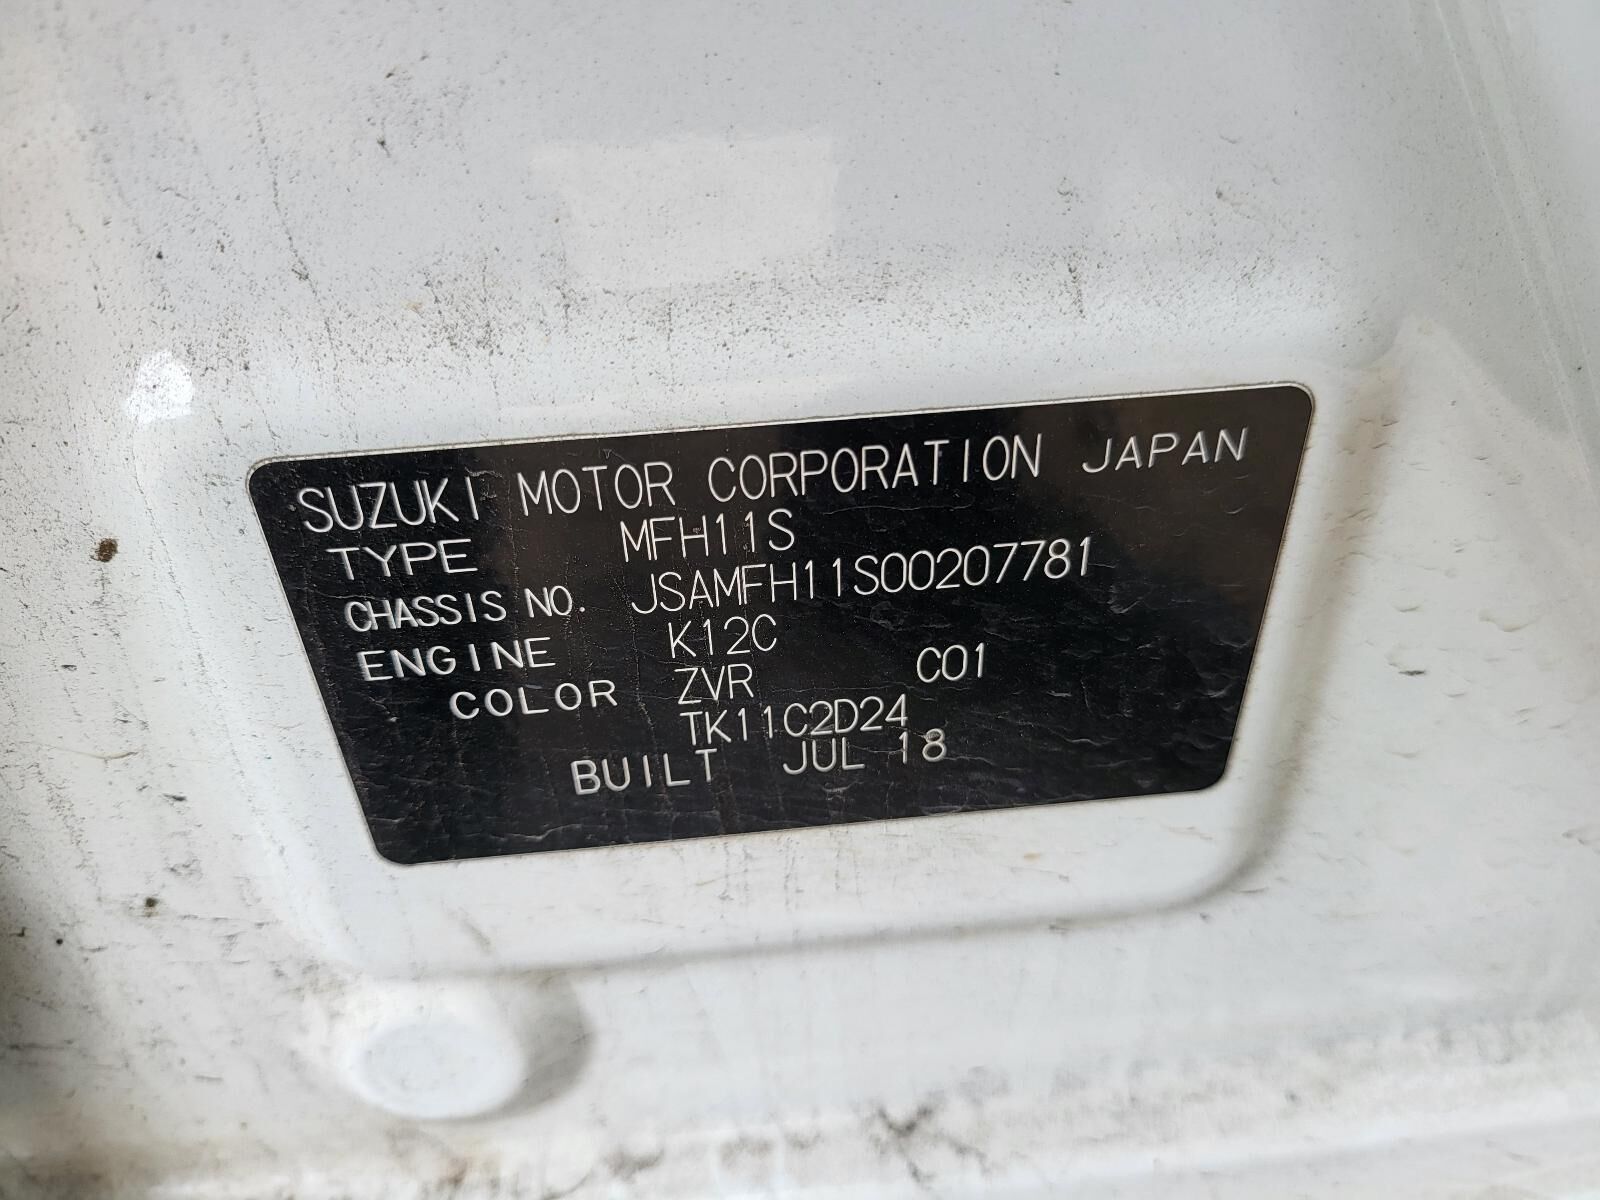 SUZUKI MOTOR CORPORATION JAPAN
TYPE MFH11S
CHASSIS NO. JSAMFH11S00207781
ENGINE K12C
COLOR ZVR C01
TK11C2D24
BUILT JUL 18